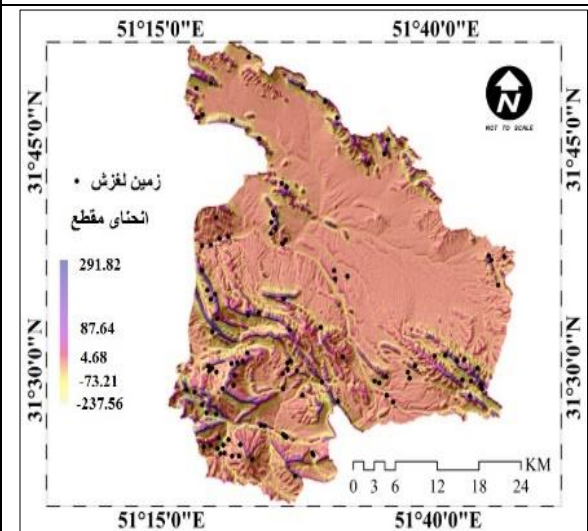 51°15'0"E 51°40'0"E
N
NOT TO SCALE
31°45'0"N 31°45'0"N
زمین لغزش
انحنای مقطع
291.82
87.64
4.68
-73.21
-237.56
31°30'0"N 31°30'0"N
KM
0 3 6 12 18 24
51°15'0"E 51°40'0"E